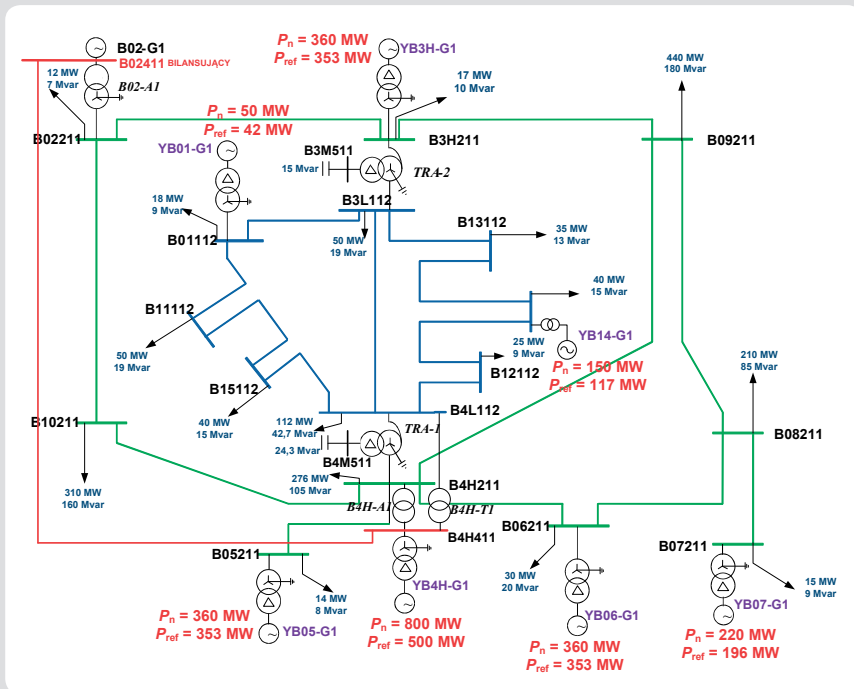 B02-G1
B02411 BILANSUJĄCY
12 MW
7 Mvar
B02-A1
B02211
Pn = 360 MW
Pref = 353 MW
YB3H-G1
17 MW
10 Mvar
440 MW
180 Mvar
Pn = 50 MW
Pref = 42 MW
YB01-G1
B3M511
15 Mvar
TRA-2
B3H211
B09211
18 MW
9 Mvar
B3L112
B01112
50 MW
19 Mvar
B13112
35 MW
13 Mvar
40 MW
15 Mvar
B11112
50 MW
19 Mvar
YB14-G1
25 MW
9 Mvar
B12112
Pn = 150 MW
Pref = 117 MW
B15112
40 MW
15 Mvar
210 MW
85 Mvar
B10211
112 MW
42,7 Mvar
TRA-1
B4L112
24,3 Mvar
B4M511
B08211
310 MW
160 Mvar
276 MW
105 Mvar
B4H211
B4H-A1
B4H-T1
B06211
B4H411
B05211
B07211
14 MW
8 Mvar
YB4H-G1
30 MW
20 Mvar
15 MW
9 Mvar
YB07-G1
Pn = 360 MW
Pref = 353 MW
YB05-G1
Pn = 800 MW
Pref = 500 MW
YB06-G1
Pn = 360 MW
Pref = 353 MW
Pn = 220 MW
Pref = 196 MW